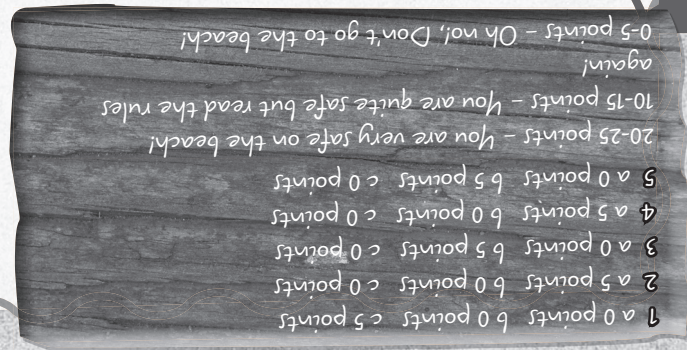 1 a 0 points b 0 points c 5 points
2 a 5 points b 0 points c 0 points
3 a 0 points b 5 points c 0 points
4 a 5 points b 0 points c 0 points
5 a 0 points b 5 points c 0 points
20-25 points – You are very safe on the beach!
10-15 points – You are quite safe but read the rules
again!
0-5 points – Oh no!, Don't go to the beach!